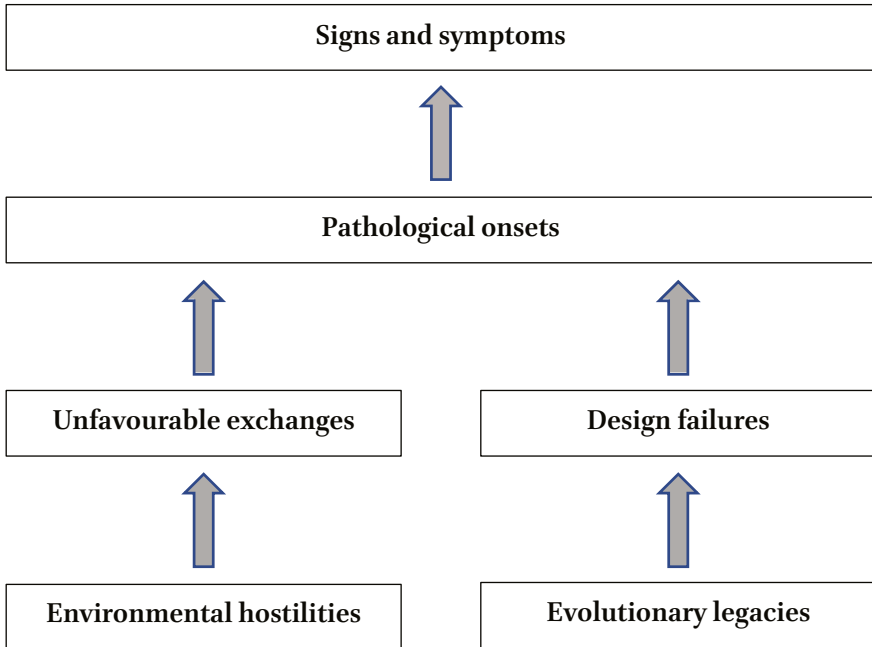 Signs and symptoms
Pathological onsets
Unfavourable exchanges
Design failures
Environmental hostilities
Evolutionary legacies